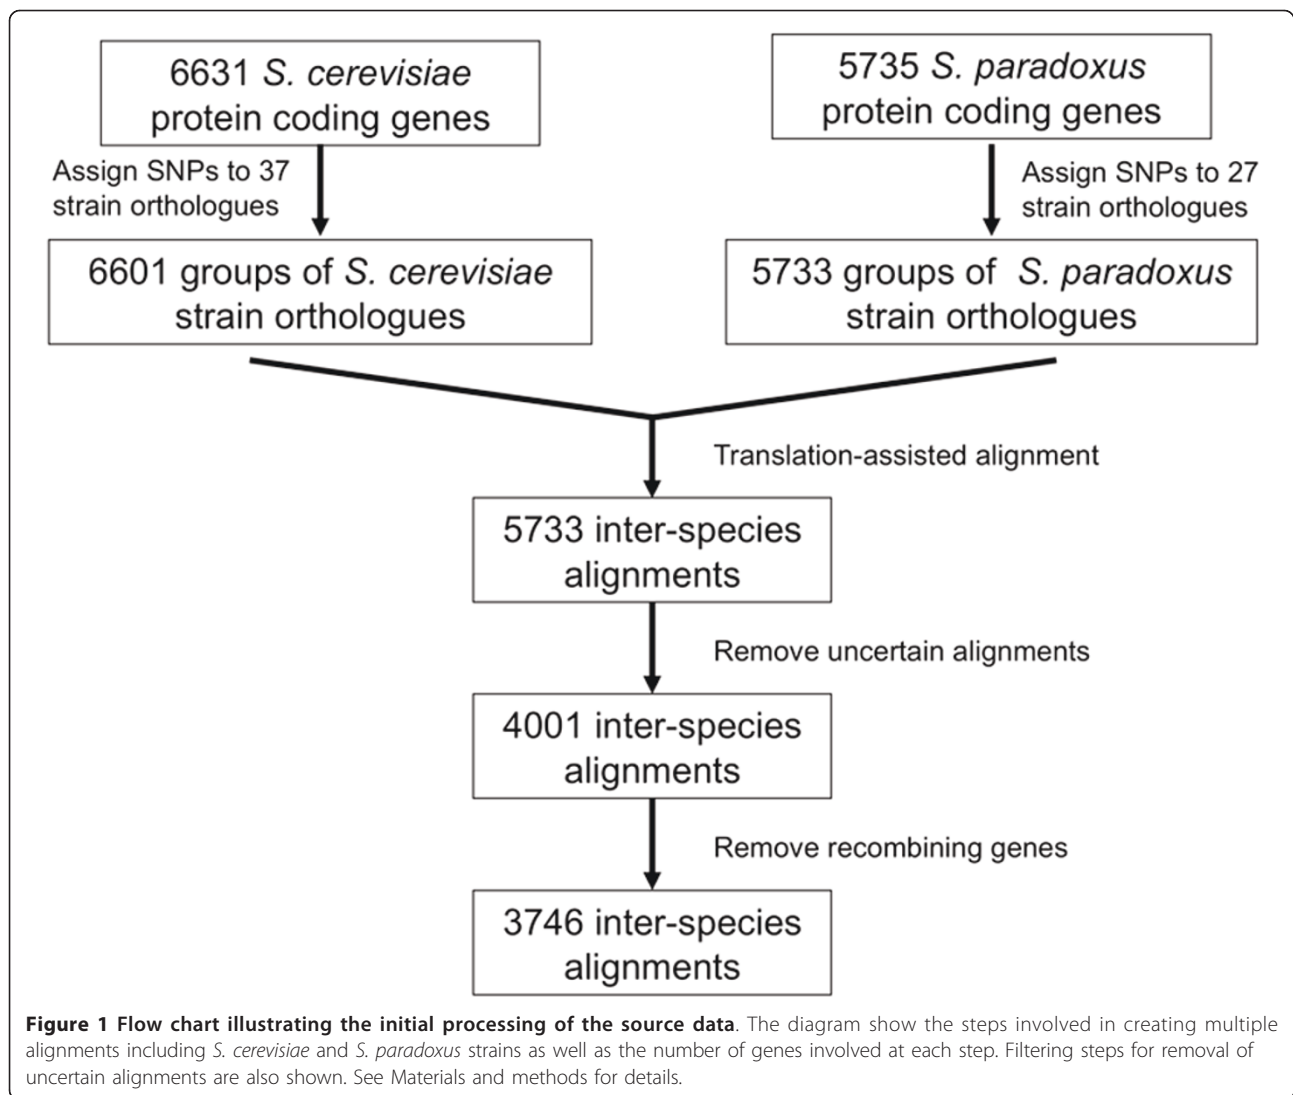 6631 S. cerevisiae
protein coding genes
5735 S. paradoxus
protein coding genes
Assign SNPs to 37
strain orthologues
Assign SNPs to 27
strain orthologues
6601 groups of S. cerevisiae
strain orthologues
5733 groups of S. paradoxus
strain orthologues
Translation-assisted alignment
5733 inter-species
alignments
Remove uncertain alignments
4001 inter-species
alignments
Remove recombining genes
3746 inter-species
alignments
Figure 1 Flow chart illustrating the initial processing of the source data. The diagram show the steps involved in creating multiple
alignments including S. cerevisiae and S. paradoxus strains as well as the number of genes involved at each step. Filtering steps for removal of
uncertain alignments are also shown. See Materials and methods for details.